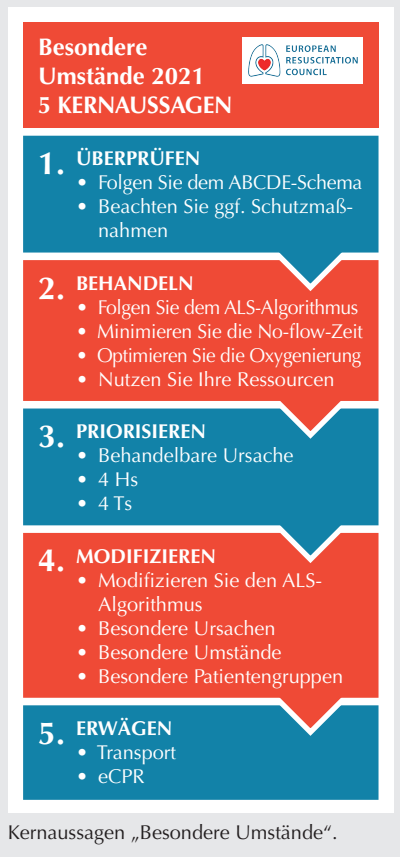 Besondere
Umstände 2021
5 KERNAUSSAGEN
EUROPEAN
RESUSCITATION
COUNCIL
1. ÜBERPRÜFEN
• Folgen Sie dem ABCDE-Schema
• Beachten Sie ggf. Schutzmaß-
nahmen
2. BEHANDELN
• Folgen Sie dem ALS-Algorithmus
• Minimieren Sie die No-flow-Zeit
• Optimieren Sie die Oxygenierung
• Nutzen Sie Ihre Ressourcen
3. PRIORISIEREN
• Behandelbare Ursache
• 4 Hs
• 4 Ts
4. MODIFIZIEREN
• Modifizieren Sie den ALS-
Algorithmus
• Besondere Ursachen
• Besondere Umstände
• Besondere Patientengruppen
5. ERWÄGEN
• Transport
• eCPR
Kernaussagen „Besondere Umstände“.